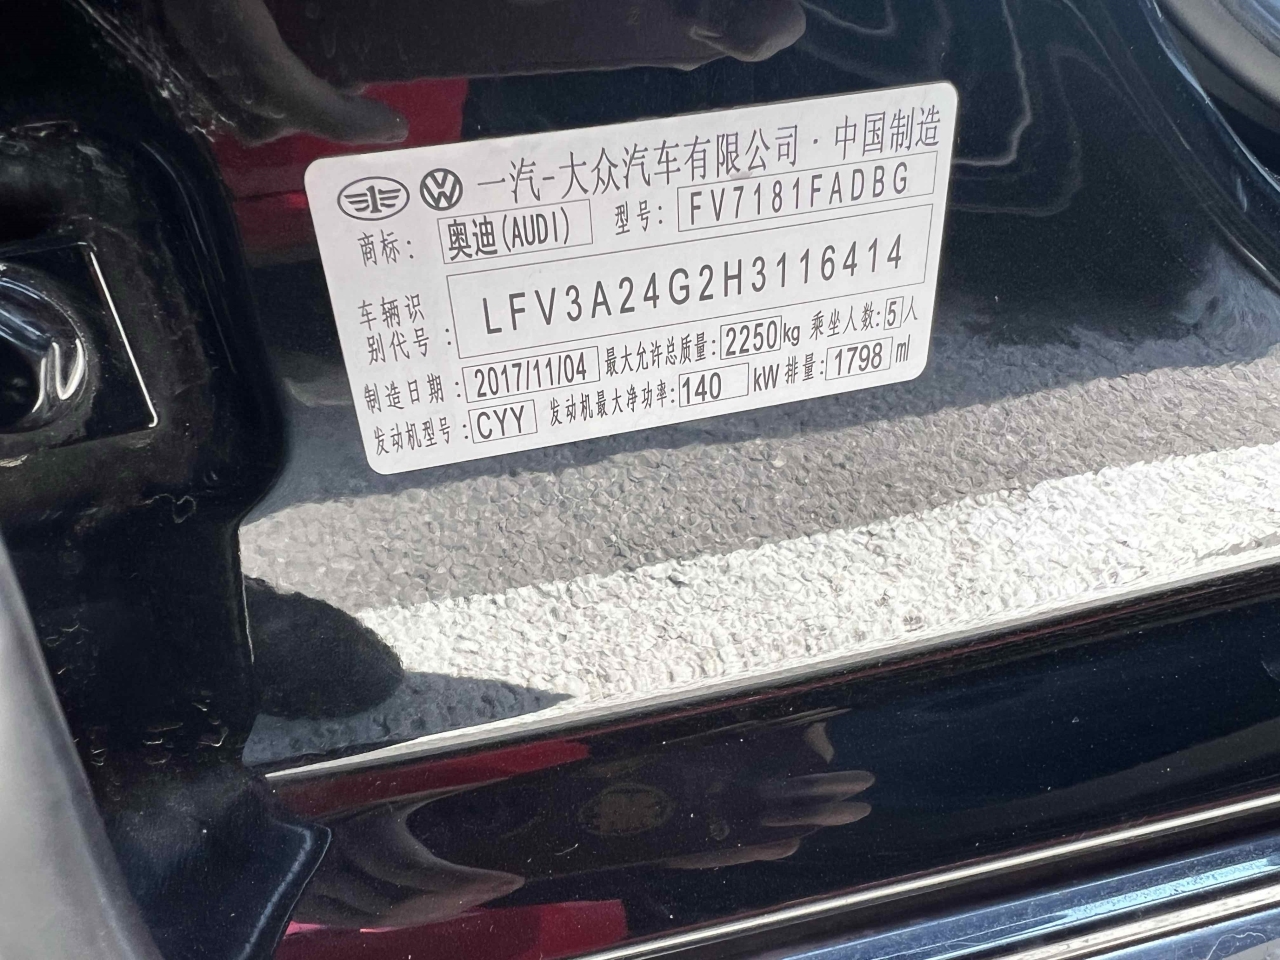 一汽-大众汽车有限公司·中国制造
商标: 奥迪(AUDI) 型号: FV7181FADBG
车辆识别代号: LFV3A24G2H3116414
制造日期: 2017/11/04 最大允许总质量: 2250kg 乘坐人数: 5人
发动机型号: CYY 发动机最大净功率: 140 kW 排量: 1798 ml